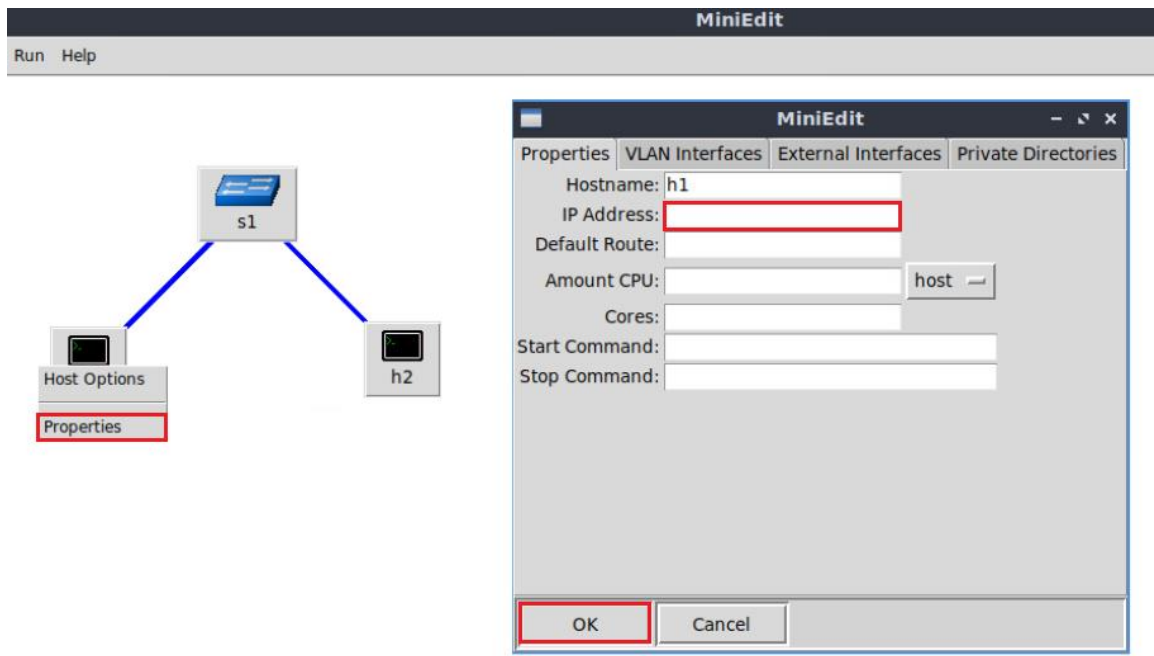 MiniEdit
Run Help
MiniEdit
Properties VLAN Interfaces External Interfaces Private Directories
Hostname: h1
IP Address:
Default Route:
Amount CPU: host
Cores:
Start Command:
Stop Command:
OK Cancel
s1
h2
Host Options
Properties